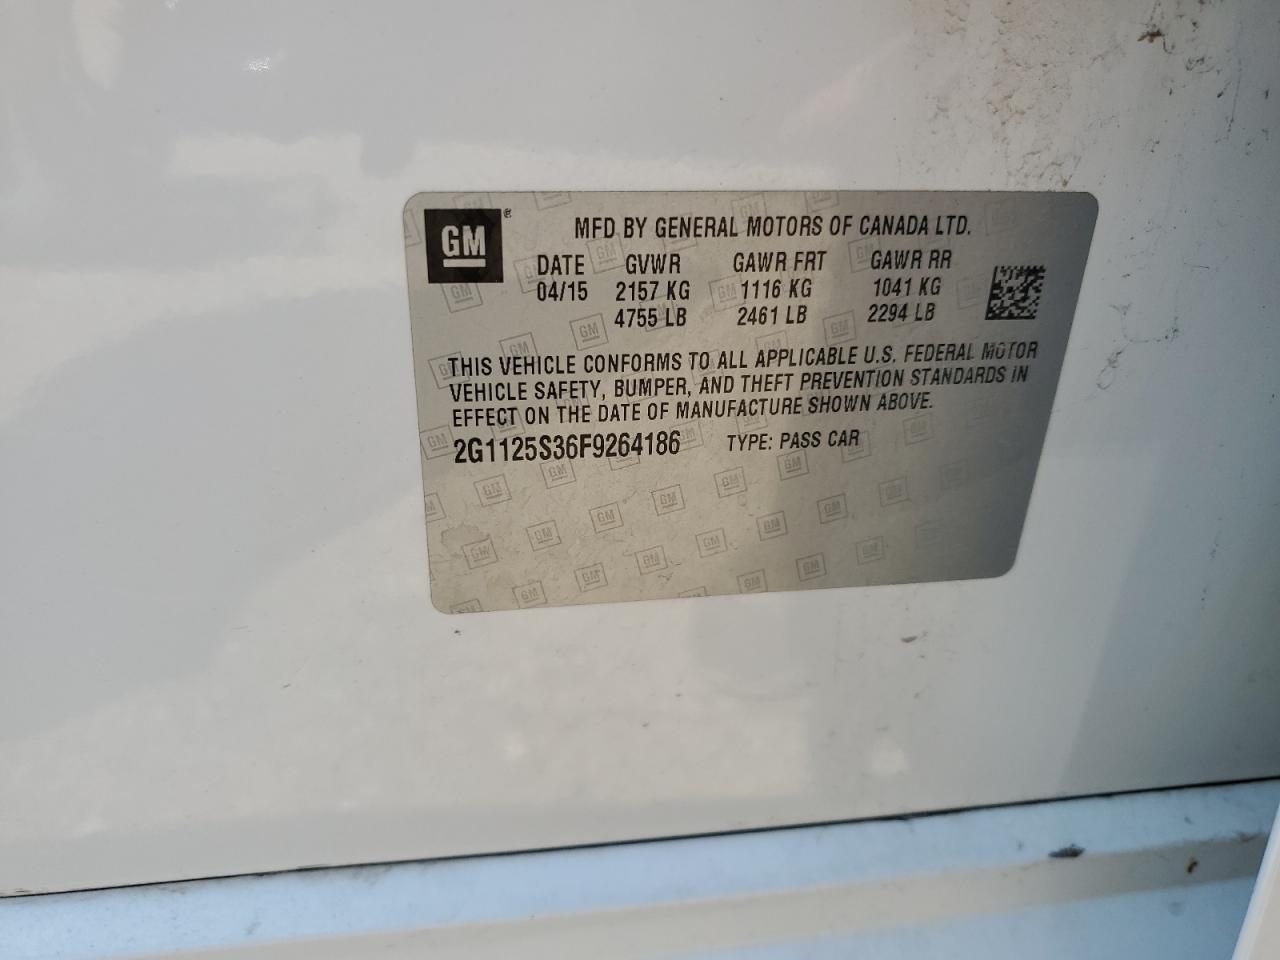 GM
MFD BY GENERAL MOTORS OF CANADA LTD.
DATE GVWR GAWR FRT GAWR RR
04/15 2157 KG 1116 KG 1041 KG
4755 LB 2461 LB 2294 LB
THIS VEHICLE CONFORMS TO ALL APPLICABLE U.S. FEDERAL MOTOR
VEHICLE SAFETY, BUMPER, AND THEFT PREVENTION STANDARDS IN
EFFECT ON THE DATE OF MANUFACTURE SHOWN ABOVE.
2G1125S36F9264186 TYPE: PASS CAR